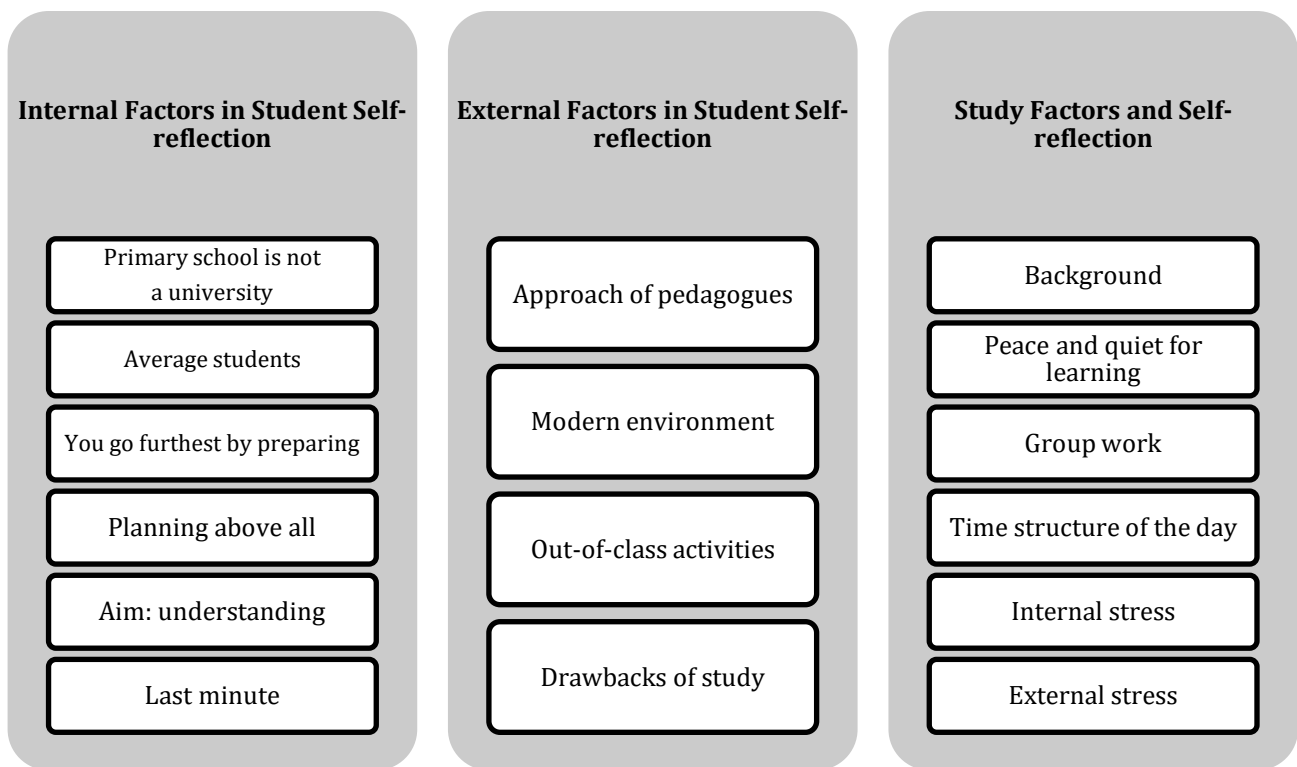 Internal Factors in Student Self-
reflection
Primary school is not
a university
Average students
You go furthest by preparing
Planning above all
Aim: understanding
Last minute
External Factors in Student Self-
reflection
Approach of pedagogues
Modern environment
Out-of-class activities
Drawbacks of study
Study Factors and Self-
reflection
Background
Peace and quiet for
learning
Group work
Time structure of the day
Internal stress
External stress